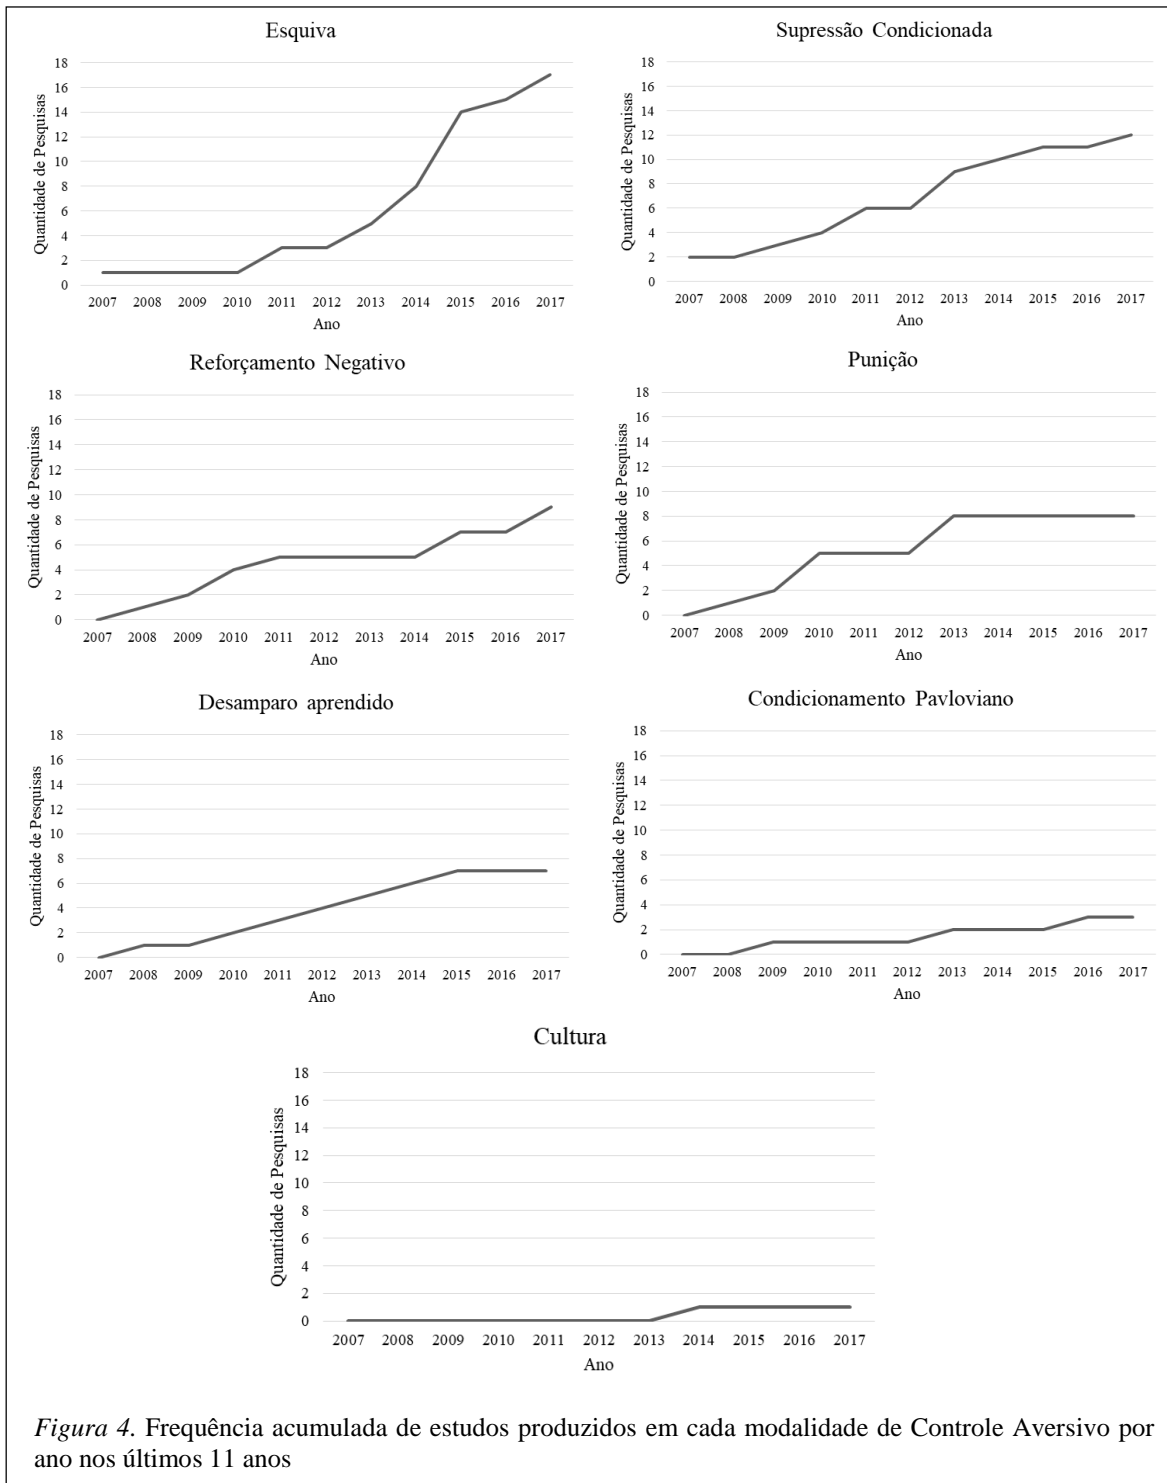 Esquiva
Quantidade de Pesquisas
18
16
14
12
10
8
6
4
2
0
2007 2008 2009 2010 2011 2012 2013 2014 2015 2016 2017
Ano
Supressão Condicionada
Quantidade de Pesquisas
18
16
14
12
10
8
6
4
2
0
2007 2008 2009 2010 2011 2012 2013 2014 2015 2016 2017
Ano
Reforçamento Negativo
Quantidade de Pesquisas
18
16
14
12
10
8
6
4
2
0
2007 2008 2009 2010 2011 2012 2013 2014 2015 2016 2017
Ano
Punição
Quantidade de Pesquisas
18
16
14
12
10
8
6
4
2
0
2007 2008 2009 2010 2011 2012 2013 2014 2015 2016 2017
Ano
Desamparo aprendido
Quantidade de Pesquisas
18
16
14
12
10
8
6
4
2
0
2007 2008 2009 2010 2011 2012 2013 2014 2015 2016 2017
Ano
Condicionamento Pavloviano
Quantidade de Pesquisas
18
16
14
12
10
8
6
4
2
0
2007 2008 2009 2010 2011 2012 2013 2014 2015 2016 2017
Ano
Cultura
Quantidade de Pesquisas
18
16
14
12
10
8
6
4
2
0
2007 2008 2009 2010 2011 2012 2013 2014 2015 2016 2017
Ano
Figura 4. Frequência acumulada de estudos produzidos em cada modalidade de Controle Aversivo por
ano nos últimos 11 anos